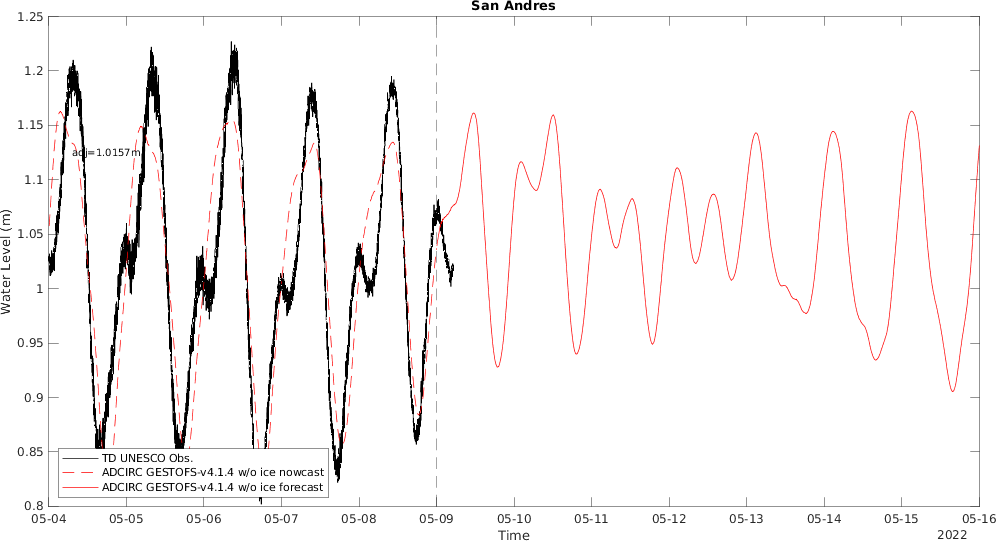 San Andres
1.25
1.2
1.15
1.1
1.05
1
0.95
0.9
0.85
0.8
Water Level (m)
adj=1.0157m
TD UNESCO Obs.
ADCIRC GESTOFS-v4.1.4 w/o ice nowcast
ADCIRC GESTOFS-v4.1.4 w/o ice forecast
05-04 05-05 05-06 05-07 05-08 05-09 05-10 05-11 05-12 05-13 05-14 05-15 05-16
Time
2022